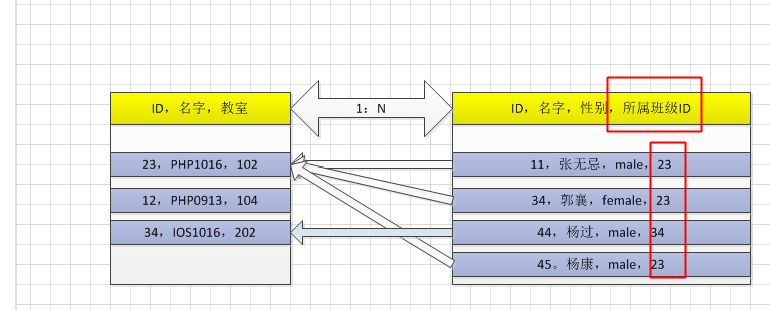 ID，名字，教室
1：N
ID，名字，性别，所属班级ID
23，PHP1016，102
11，张无忌，male，23
12，PHP0913，104
34，郭襄，female，23
34，IOS1016，202
44，杨过，male，34
45。杨康，male，23